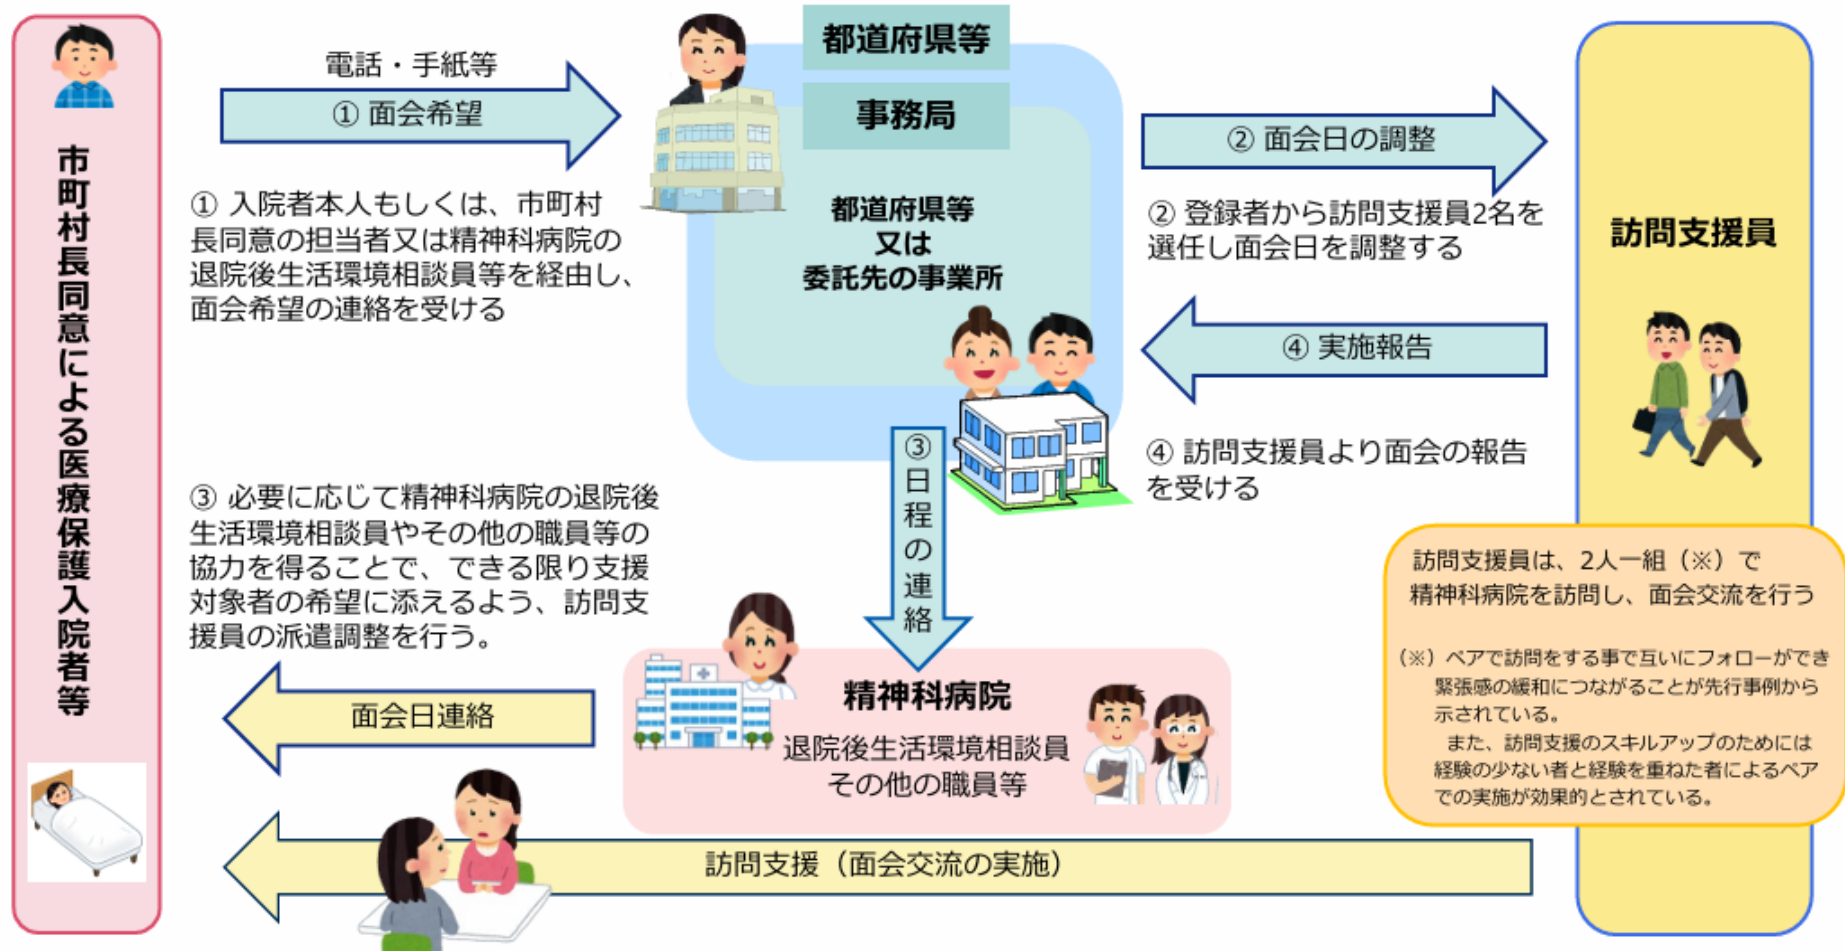 市町村長同意による医療保護入院者等
電話・手紙等
① 面会希望
① 入院者本人もしくは、市町村
長同意の担当者又は精神科病院の
退院後生活環境相談員等を経由し、
面会希望の連絡を受ける
都道府県等
事務局
都道府県等
又は
委託先の事業所
② 面会日の調整
② 登録者から訪問支援員2名を
選任し面会日を調整する
④ 実施報告
④ 訪問支援員より面会の報告
を受ける
訪問支援員
③日程の連絡
③ 必要に応じて精神科病院の退院後
生活環境相談員やその他の職員等の
協力を得ることで、できる限り支援
対象者の希望に添えるよう、訪問支
援員の派遣調整を行う。
精神科病院
退院後生活環境相談員
その他の職員等
面会日連絡
訪問支援員は、2人一組（※）で
精神科病院を訪問し、面会交流を行う
（※）ペアで訪問をする事で互いにフォローができ
緊張感の緩和につながることが先行事例から
示されている。
また、訪問支援のスキルアップのためには
経験の少ない者と経験を重ねた者によるペア
での実施が効果的とされている。
訪問支援（面会交流の実施）